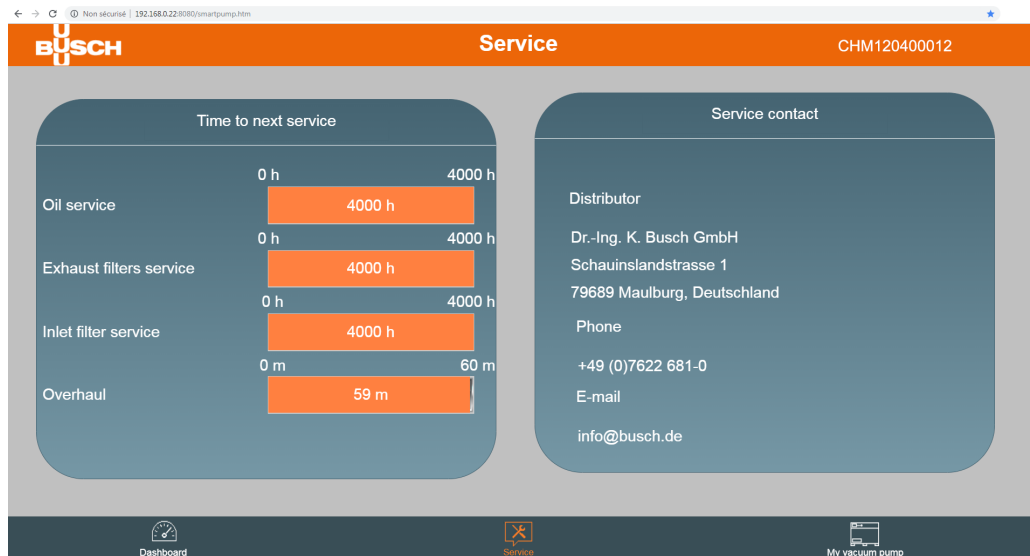 Non sécurisé | 192.168.0.22:8080/smartpump.htm
BUSCH
Service
CHM120400012
Time to next service
0 h 4000 h
Oil service 4000 h
0 h 4000 h
Exhaust filters service 4000 h
0 h 4000 h
Inlet filter service 4000 h
0 m 60 m
Overhaul 59 m
Service contact
Distributor
Dr.-Ing. K. Busch GmbH
Schauinslandstrasse 1
79689 Maulburg, Deutschland
Phone
+49 (0)7622 681-0
E-mail
info@busch.de
Dashboard
Service
My vacuum pump